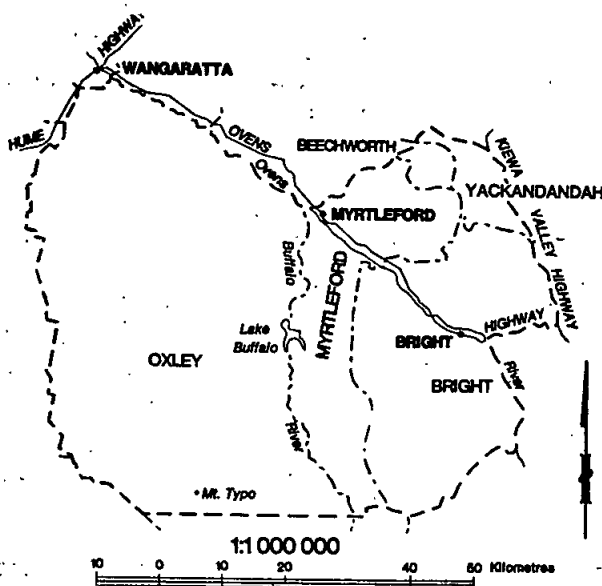 HIGHWAY
WANGARATTA
HUME
OVENS
Ovens
BEECHWORTH
KIEWA
YACKANDANDAH
MYRTLEFORD
VALLEY
Buffalo
HIGHWAY
MYRTLEFORD
Lake
Buffalo
HIGHWAY
BRIGHT
OXLEY
BRIGHT
River
River
Mt. Typo
1:1 000 000
10 0 10 20 40 50 Kilometres